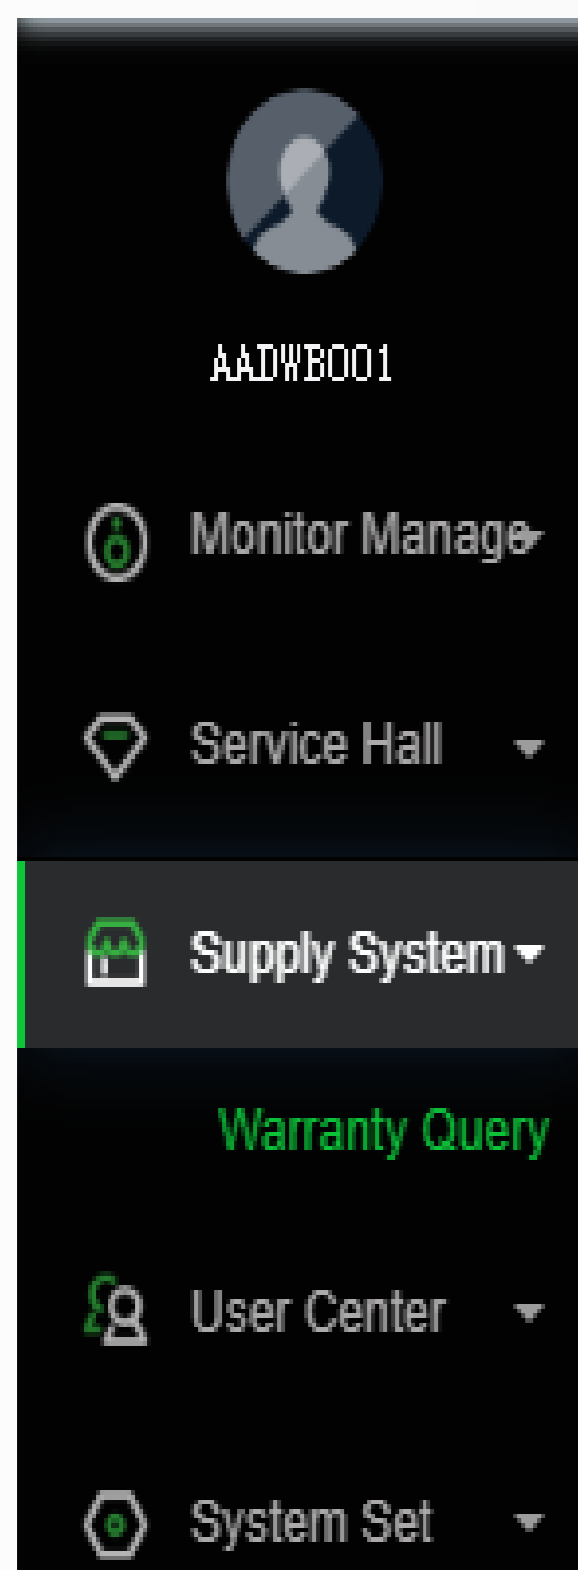 AADWB001
Monitor Manage
Service Hall
Supply System
Warranty Query
User Center
System Set